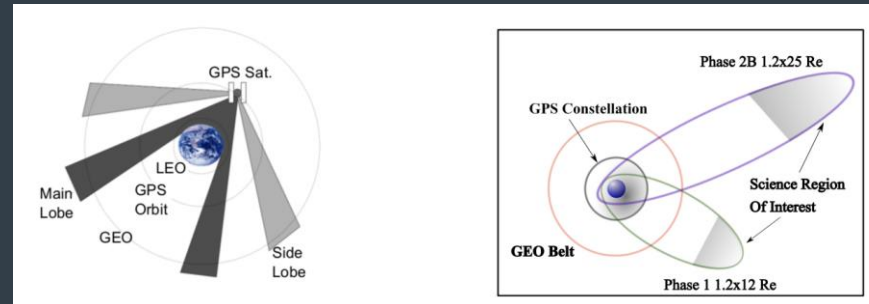 GPS Sat.
LEO
GPS
Orbit
Main
Lobe
GEO
Side
Lobe
Phase 2B 1.2x25 Re
GPS Constellation
Science Region
Of Interest
GEO Belt
Phase 1 1.2x12 Re